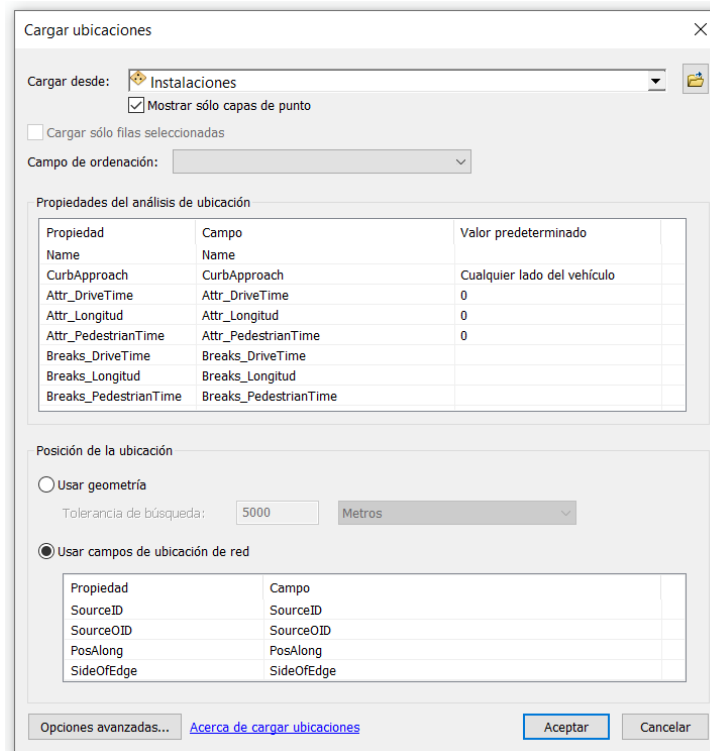 Cargar ubicaciones
Cargar desde: Instalaciones
Mostrar sólo capas de punto
Cargar sólo filas seleccionadas
Campo de ordenación:
Propiedades del análisis de ubicación
Propiedad Campo Valor predeterminado
Name Name
CurbApproach CurbApproach Cualquier lado del vehículo
Attr_DriveTime Attr_DriveTime 0
Attr_Longitud Attr_Longitud 0
Attr_PedestrianTime Attr_PedestrianTime 0
Breaks_DriveTime Breaks_DriveTime
Breaks_Longitud Breaks_Longitud
Breaks_PedestrianTime Breaks_PedestrianTime
Posición de la ubicación
Usar geometría
Tolerancia de búsqueda: 5000 Metros
Usar campos de ubicación de red
Propiedad Campo
SourceID SourceID
SourceOID SourceOID
PosAlong PosAlong
SideOfEdge SideOfEdge
Opciones avanzadas... Acerca de cargar ubicaciones Aceptar Cancelar